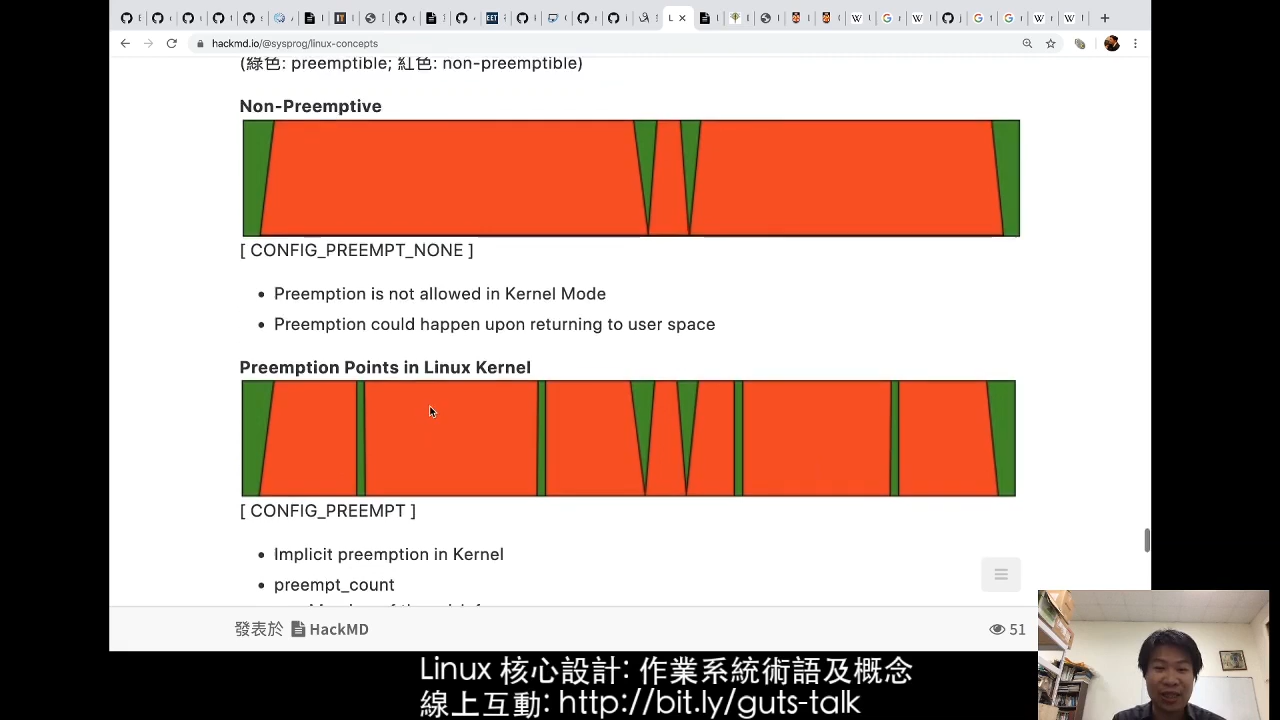 hackmd.io/@sysprog/linux-concepts
(綠色: preemptible; 紅色: non-preemptible)
Non-Preemptive
[ CONFIG_PREEMPT_NONE ]
Preemption is not allowed in Kernel Mode
Preemption could happen upon returning to user space
Preemption Points in Linux Kernel
[ CONFIG_PREEMPT ]
Implicit preemption in Kernel
preempt_count
發表於 HackMD
51
Linux 核心設計: 作業系統術語及概念
線上互動: http://bit.ly/guts-talk